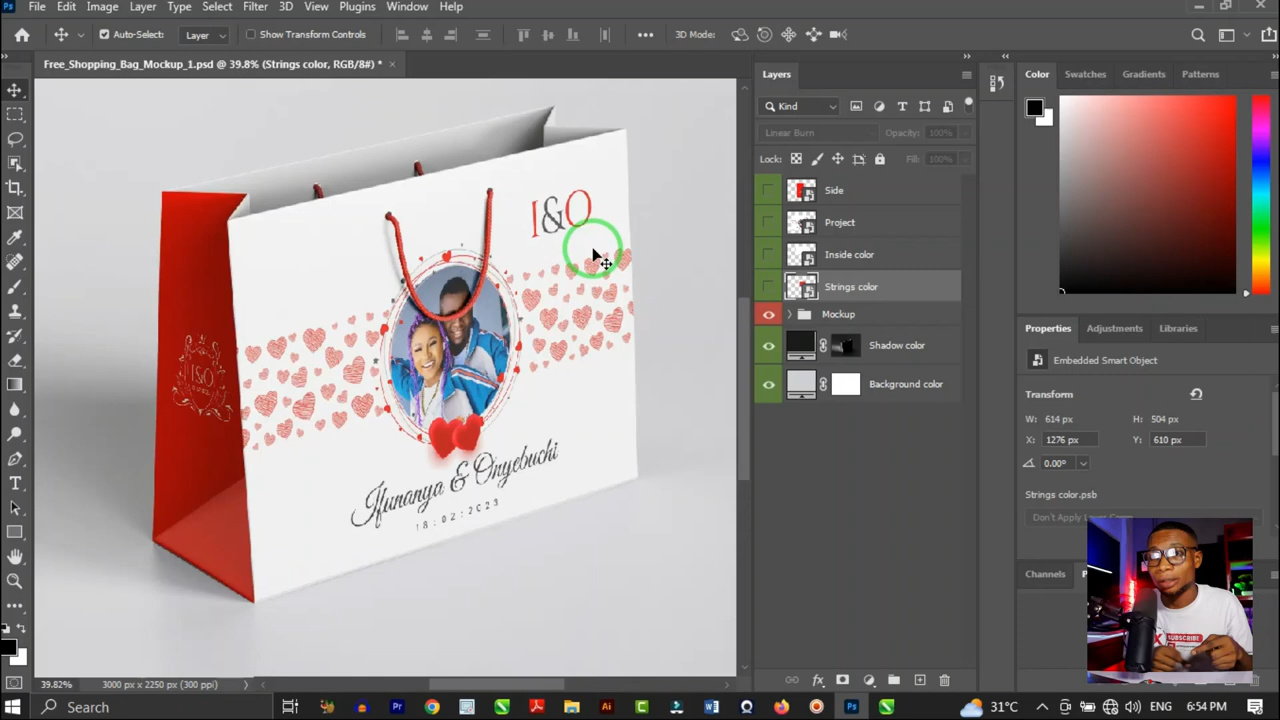 Ps File Edit Image Layer Type Select Filter 3D View Plugins Window Help
Auto-Select: Layer Show Transform Controls 3D Mode:
Free_Shopping_Bag_Mockup_1.psd @ 39.8% (Strings color, RGB/8#) *
Layers
Kind
Linear Burn Opacity: 100%
Lock: Fill: 100%
Side
Project
Inside color
Strings color
Mockup
Shadow color
Background color
Color Swatches Gradients Patterns
Properties Adjustments Libraries
Embedded Smart Object
Transform
W: 614 px H: 504 px
X: 1276 px Y: 610 px
0.00°
Strings color.psb
Don't Apply Layer Comp
Channels
I&O
I&O
Ifunanya & Onyebuchi
18:02:2023
SUBSCRIBE
39.82% 3000 px x 2250 px (300 ppi)
Search
31°C
6:54 PM